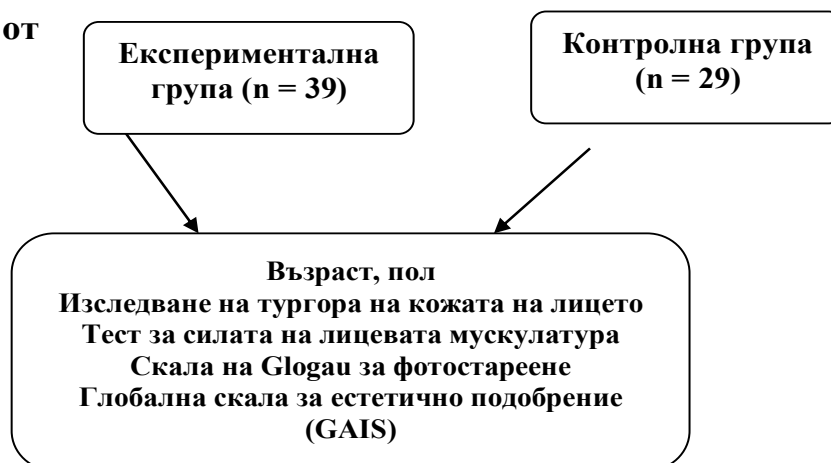 от
Експериментална
група (n = 39)
Контролна група
(n = 29)
Възраст, пол
Изследване на тургора на кожата на лицето
Тест за силата на лицевата мускулатура
Скала на Glogau за фотостареене
Глобална скала за естетично подобрение
(GAIS)